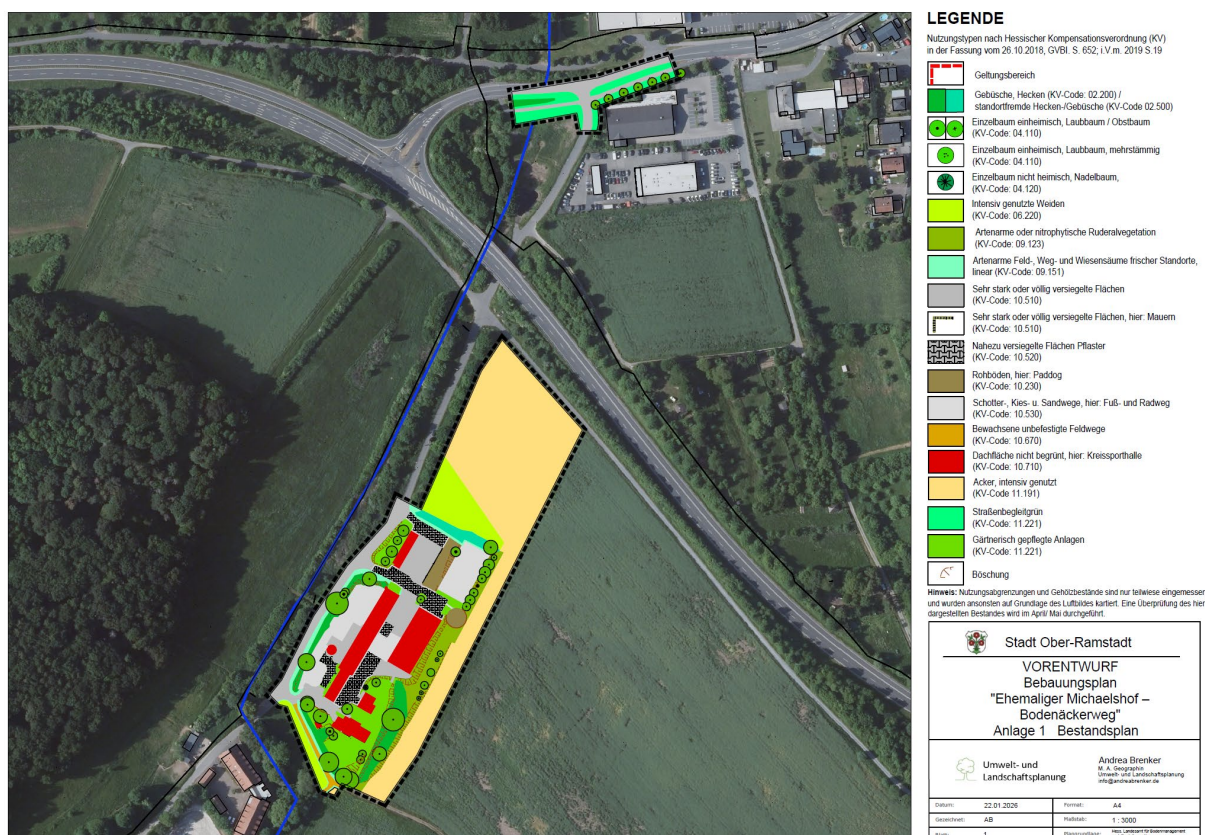 LEGENDE
Nutzungstypen nach Hessischer Kompensationsverordnung (KV)
in der Fassung vom 26.10.2018, GVBl. S. 652; i.V.m. 2019 S.19
Geltungsbereich
Gebüsche, Hecken (KV-Code: 02.200) /
standortfremde Hecken-/Gebüsche (KV-Code 02.500)
Einzelbaum einheimisch, Laubbaum / Obstbaum
(KV-Code: 04.110)
Einzelbaum einheimisch, Laubbaum, mehrstämmig
(KV-Code: 04.110)
Einzelbaum nicht heimisch, Nadelbaum,
(KV-Code: 04.120)
Intensiv genutzte Weiden
(KV-Code: 06.220)
Artenarme oder nitrophytische Ruderalvegetation
(KV-Code: 09.123)
Artenarme Feld-, Weg- und Wiesensäume frischer Standorte,
linear (KV-Code: 09.151)
Sehr stark oder völlig versiegelte Flächen
(KV-Code: 10.510)
Sehr stark oder völlig versiegelte Flächen, hier: Mauern
(KV-Code: 10.510)
Nahezu versiegelte Flächen Pflaster
(KV-Code: 10.520)
Rohböden, hier: Paddog
(KV-Code: 10.230)
Schotter-, Kies- u. Sandwege, hier: Fuß- und Radweg
(KV-Code: 10.530)
Bewachsene unbefestigte Feldwege
(KV-Code: 10.670)
Dachfläche nicht begrünt, hier: Kreissporthalle
(KV-Code: 10.710)
Acker, intensiv genutzt
(KV-Code 11.191)
Straßenbegleitgrün
(KV-Code: 11.221)
Gärtnerisch gepflegte Anlagen
(KV-Code: 11.221)
Böschung
Hinweis: Nutzungsabgrenzungen und Gehölzbestände sind nur teilwiese eingemessen
und wurden ansonsten auf Grundlage des Luftbildes kartiert. Eine Überprüfung des hier
dargestellten Bestandes wird im April/ Mai durchgeführt.
Stadt Ober-Ramstadt
VORENTWURF
Bebauungsplan
"Ehemaliger Michaelshof –
Bodenäckerweg"
Anlage 1 Bestandsplan
Umwelt- und
Landschaftsplanung
Andrea Brenker
M. A. Geographin
Umwelt- und Landschaftsplanung
info@andreabrenker.de
Datum: 22.01.2026 Format: A4
Gezeichnet: AB Maßstab: 1 : 3000
1 Plangrundlage: Hess. Landesamt für Bodenmanagement